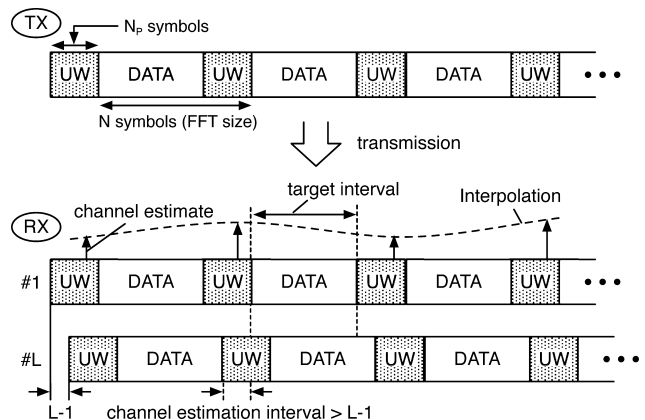 TX
N_P symbols
UW DATA UW DATA UW DATA UW •••
N symbols (FFT size)
transmission
target interval
Interpolation
RX
channel estimate
#1 UW DATA UW DATA UW DATA UW •••
#L UW DATA UW DATA UW DATA UW •••
L-1 channel estimation interval > L-1